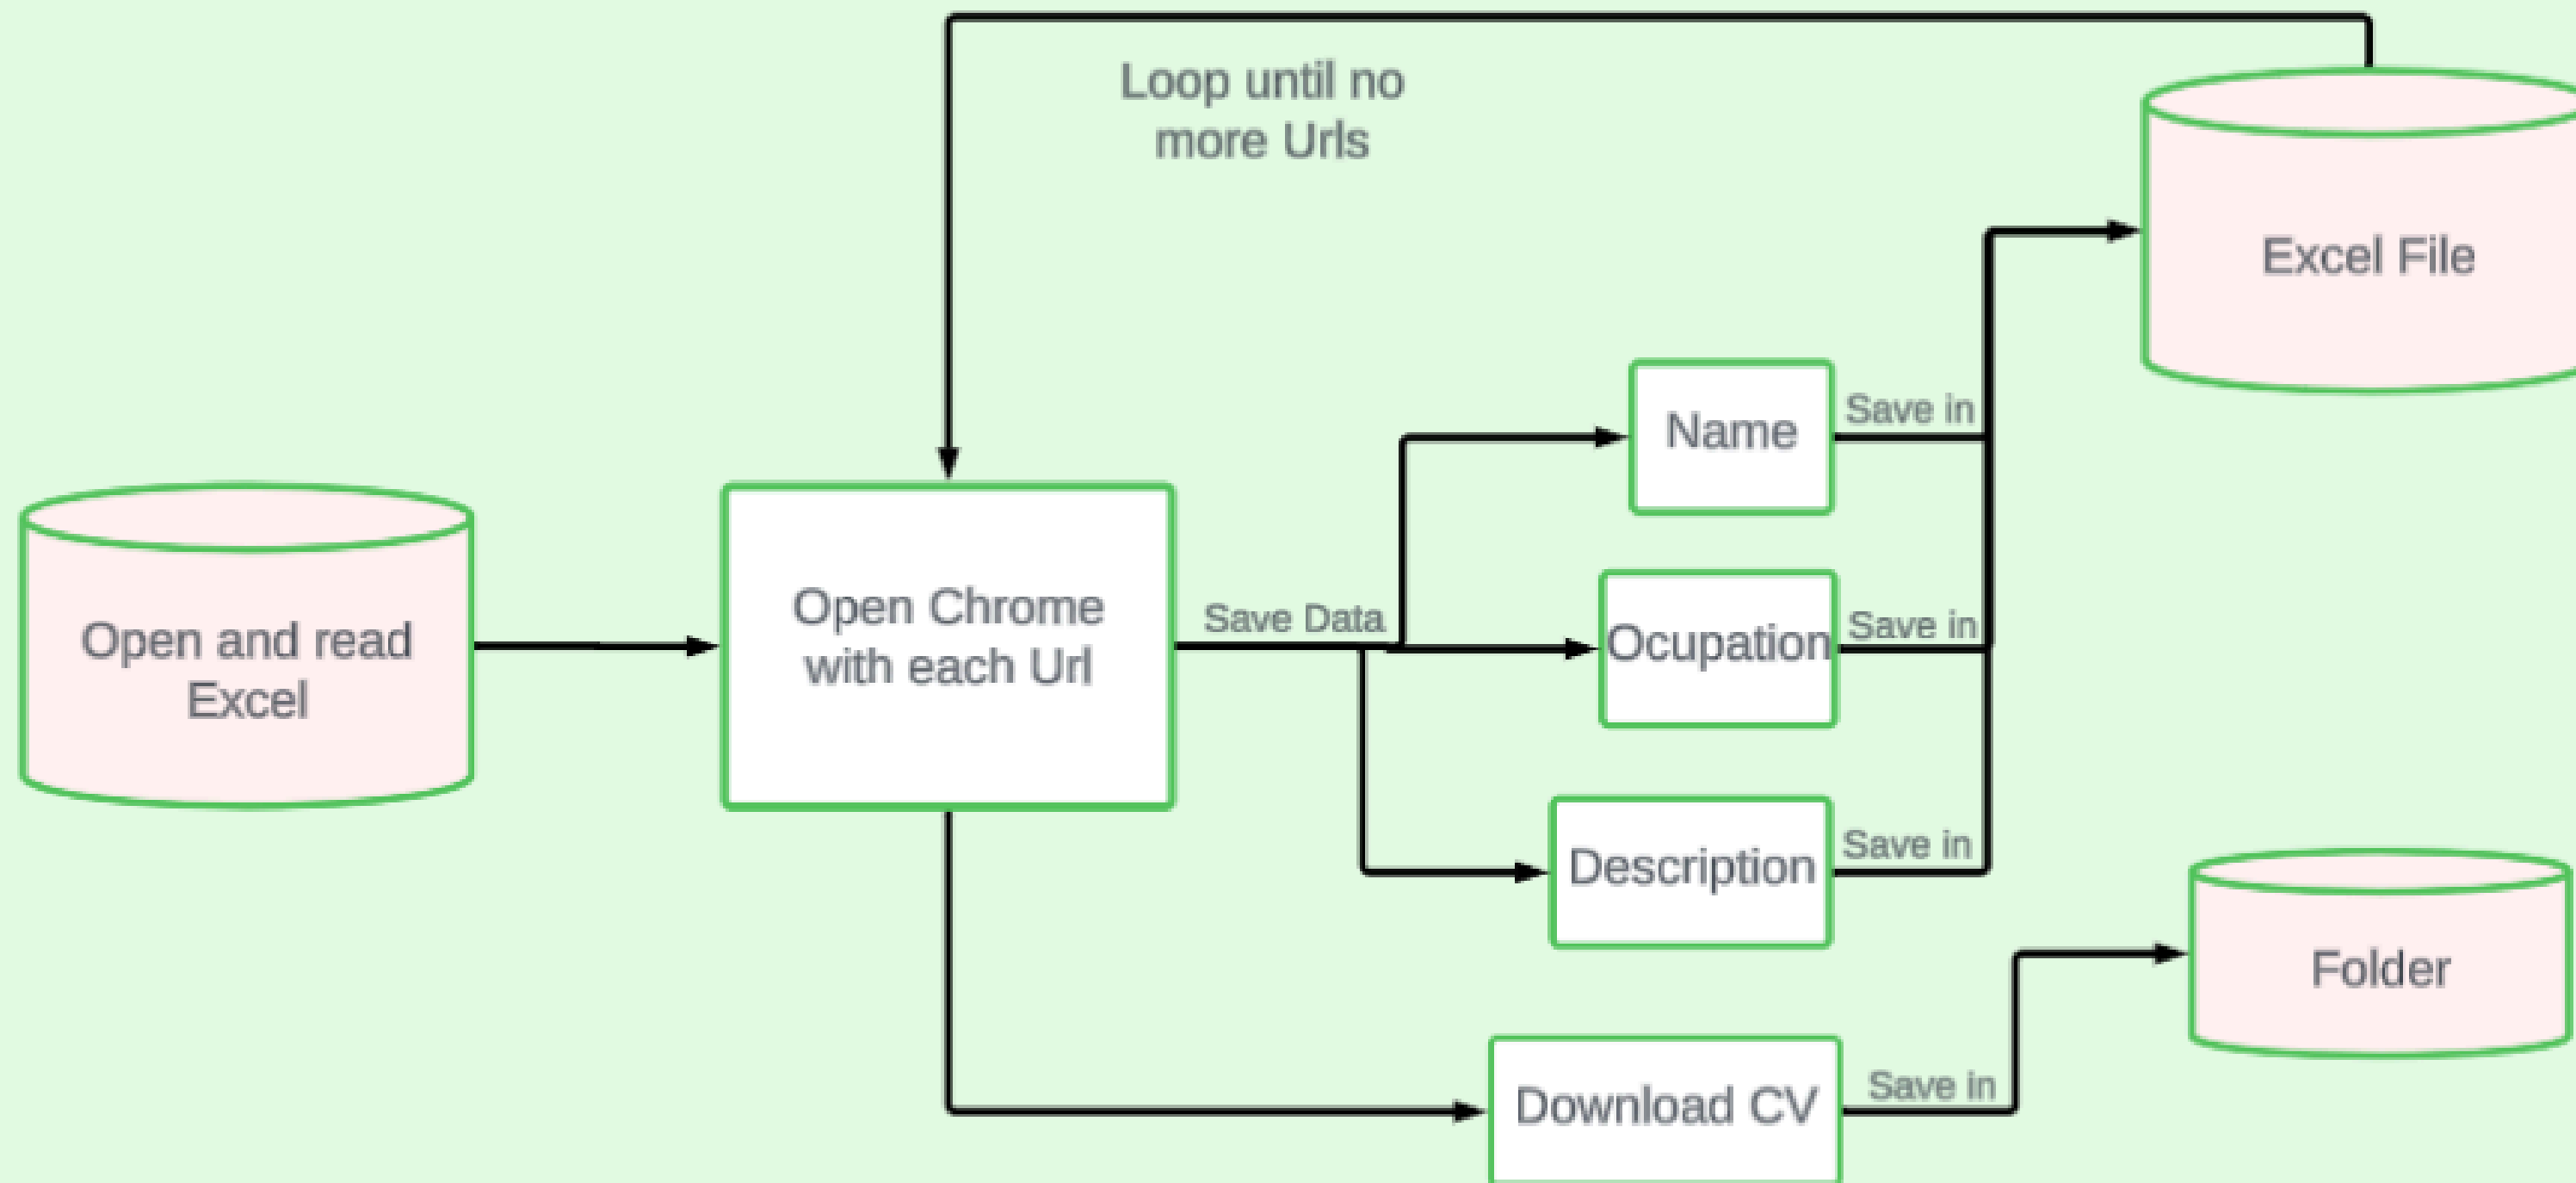 Loop until no
more Urls
Excel File
Name
Save in
Open and read
Excel
Open Chrome
with each Url
Save Data
Ocupation
Save in
Description
Save in
Folder
Download CV
Save in